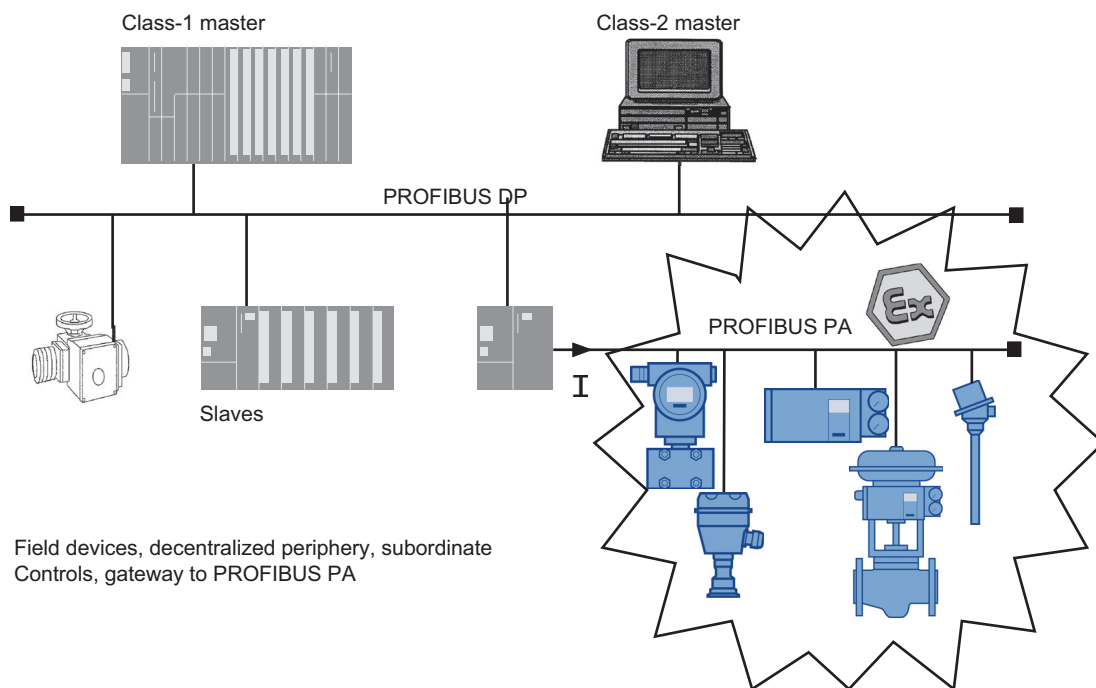 Class-1 master
Class-2 master
PROFIBUS DP
Ex
PROFIBUS PA
I
Slaves
Field devices, decentralized periphery, subordinate
Controls, gateway to PROFIBUS PA